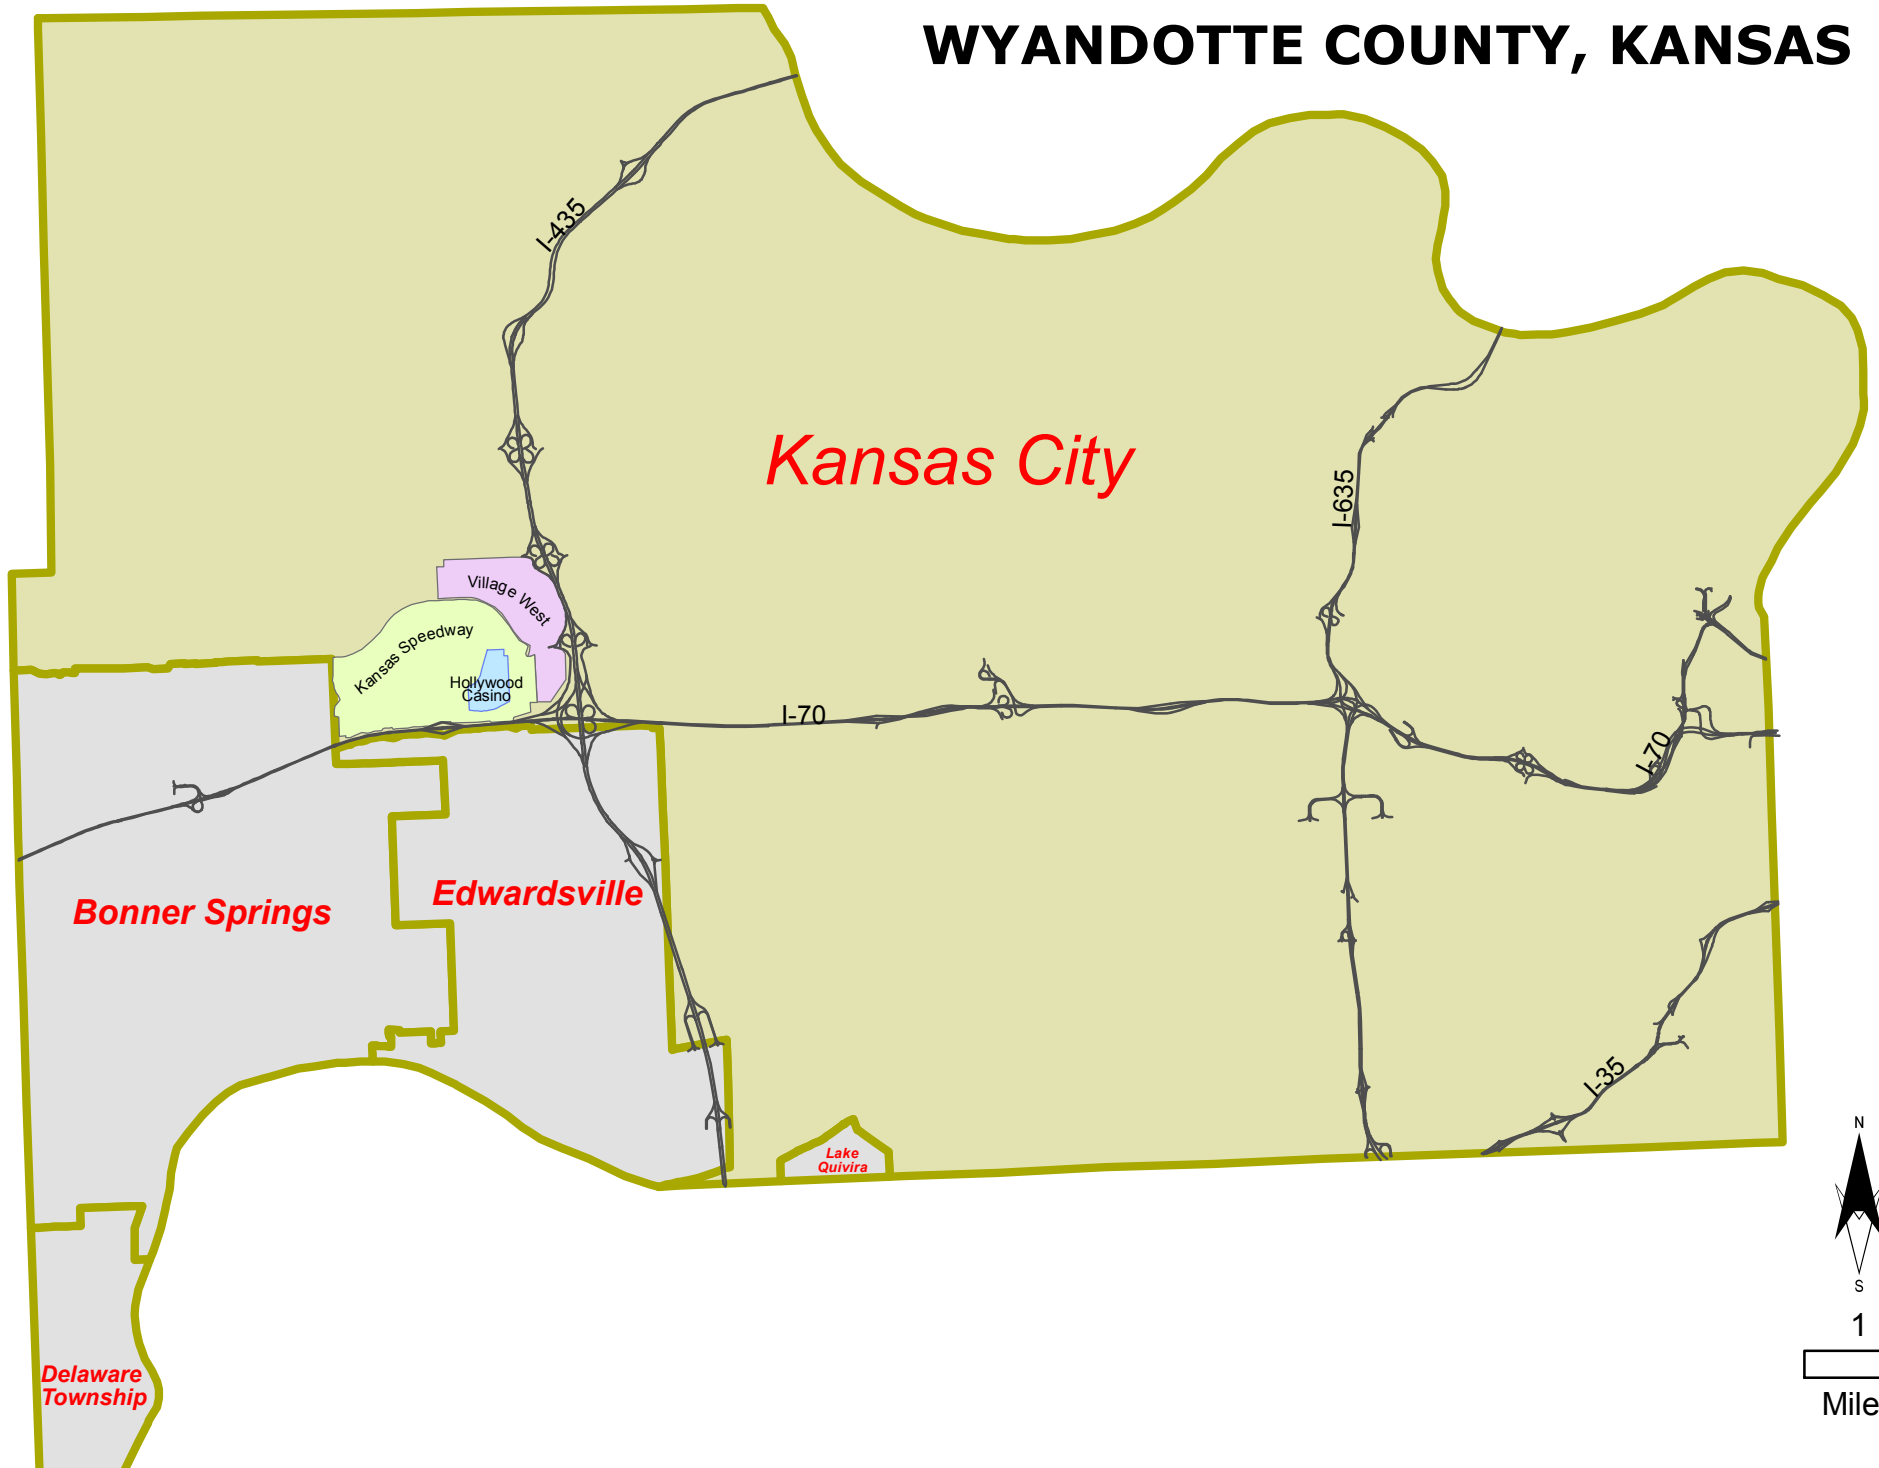 WYANDOTTE COUNTY, KANSAS
I-435
Kansas City
I-635
Village West
Kansas Speedway
Hollywood
Casino
I-70
I-70
Bonner Springs
Edwardsville
I-35
Lake
Quivira
N
S
1
Mile
Delaware
Township